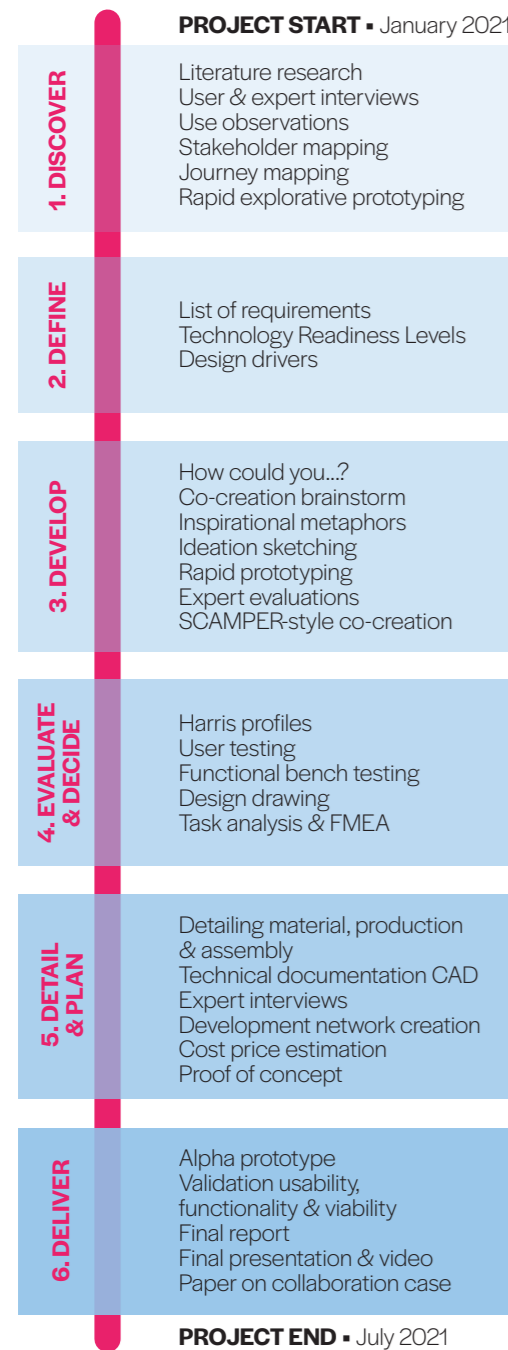 PROJECT START ▪ January 2021
1. DISCOVER
Literature research
User & expert interviews
Use observations
Stakeholder mapping
Journey mapping
Rapid explorative prototyping
2. DEFINE
List of requirements
Technology Readiness Levels
Design drivers
3. DEVELOP
How could you...?
Co-creation brainstorm
Inspirational metaphors
Ideation sketching
Rapid prototyping
Expert evaluations
SCAMPER-style co-creation
4. EVALUATE
& DECIDE
Harris profiles
User testing
Functional bench testing
Design drawing
Task analysis & FMEA
5. DETAIL
& PLAN
Detailing material, production
& assembly
Technical documentation CAD
Expert interviews
Development network creation
Cost price estimation
Proof of concept
6. DELIVER
Alpha prototype
Validation usability,
functionality & viability
Final report
Final presentation & video
Paper on collaboration case
PROJECT END ▪ July 2021